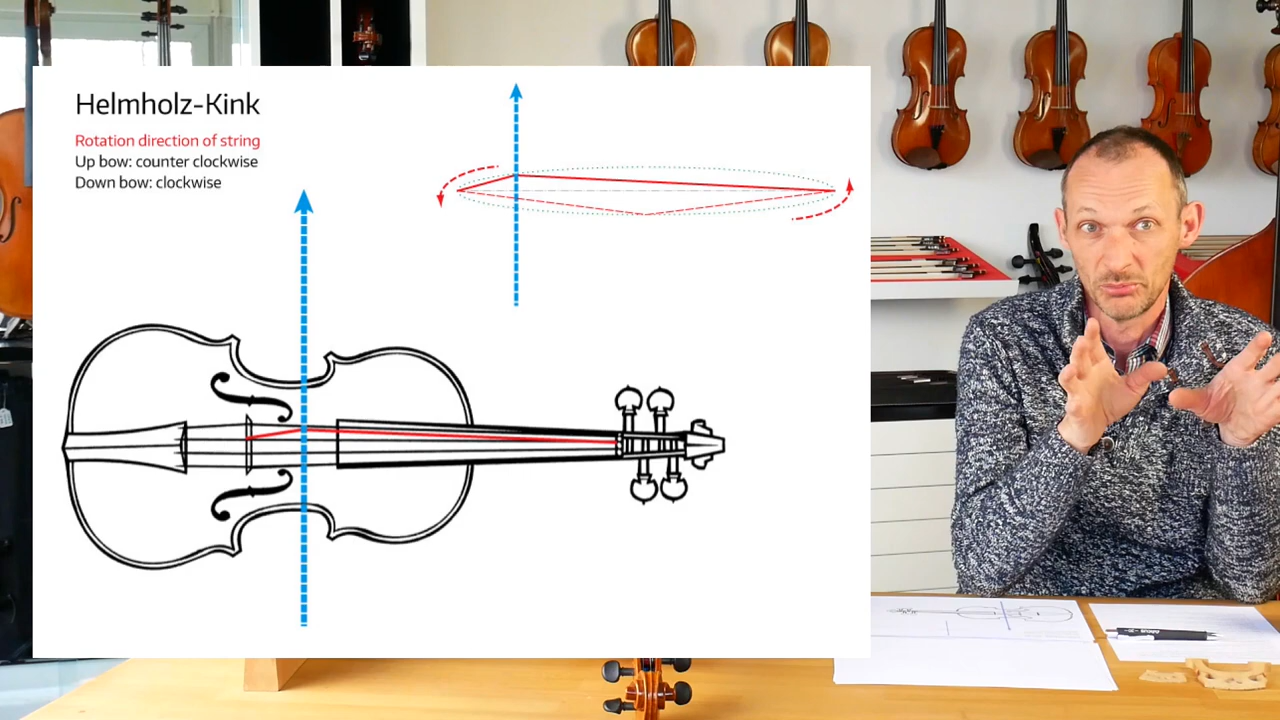 Helmholz-Kink
Rotation direction of string
Up bow: counter clockwise
Down bow: clockwise